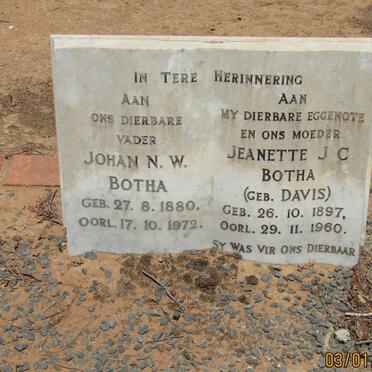 IN TERE HERINNERING
AAN
ONS DIERBARE
VADER
JOHAN N. W.
BOTHA
GEB. 27. 8. 1880.
OORL. 17. 10. 1972.
AAN
MY DIERBARE EGGENOTE
EN ONS MOEDER
JEANETTE J C
BOTHA
(GEB. DAVIS)
GEB. 26. 10. 1897,
OORL. 29. 11. 1960.
SY WAS VIR ONS DIERBAAR
03/01